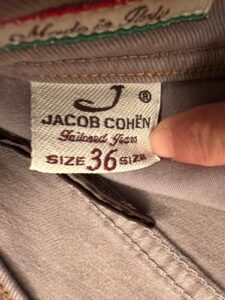 Made in Italy
J ®
JACOB COHËN
Tailored Jeans
SIZE 36 SIZE